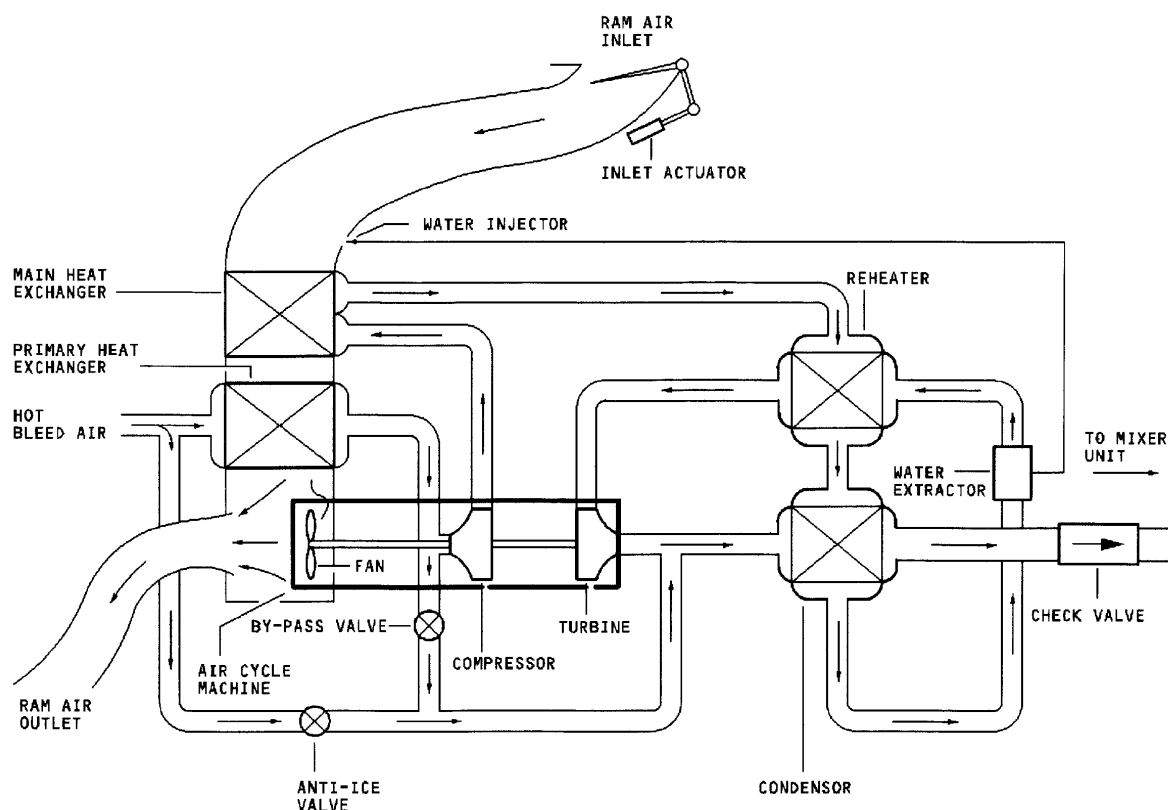 RAM AIR
INLET
INLET ACTUATOR
WATER INJECTOR
MAIN HEAT
EXCHANGER
REHEATER
PRIMARY HEAT
EXCHANGER
HOT
BLEED AIR
TO MIXER
UNIT
WATER
EXTRACTOR
FAN
BY-PASS VALVE
TURBINE
CHECK VALVE
COMPRESSOR
AIR CYCLE
MACHINE
RAM AIR
OUTLET
ANTI-ICE
VALVE
CONDENSOR